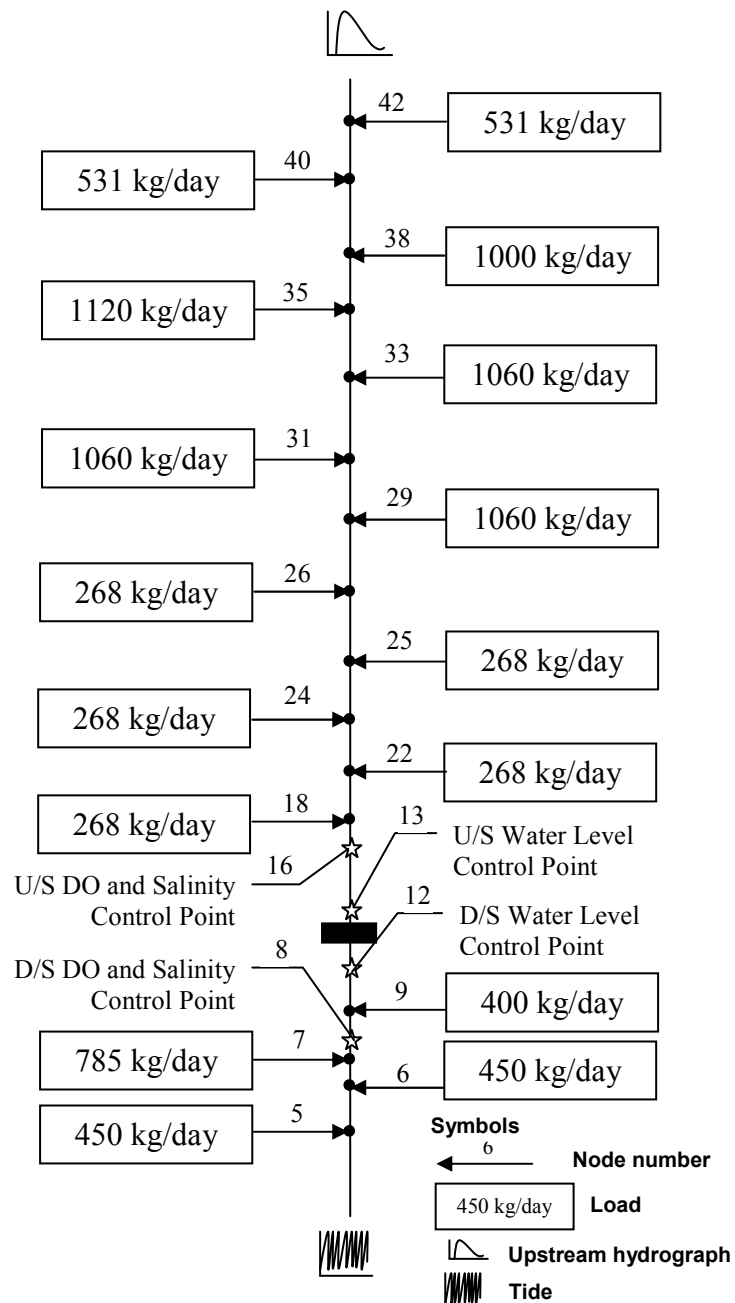 42
531 kg/day
531 kg/day
40
38
1000 kg/day
1120 kg/day
35
33
1060 kg/day
1060 kg/day
31
29
1060 kg/day
268 kg/day
26
25
268 kg/day
268 kg/day
24
22
268 kg/day
268 kg/day
18
13
U/S Water Level
Control Point
16
U/S DO and Salinity
Control Point
12
D/S Water Level
Control Point
8
D/S DO and Salinity
Control Point
9
400 kg/day
785 kg/day
7
6
450 kg/day
450 kg/day
5
Symbols
6
Node number
450 kg/day
Load
Upstream hydrograph
Tide